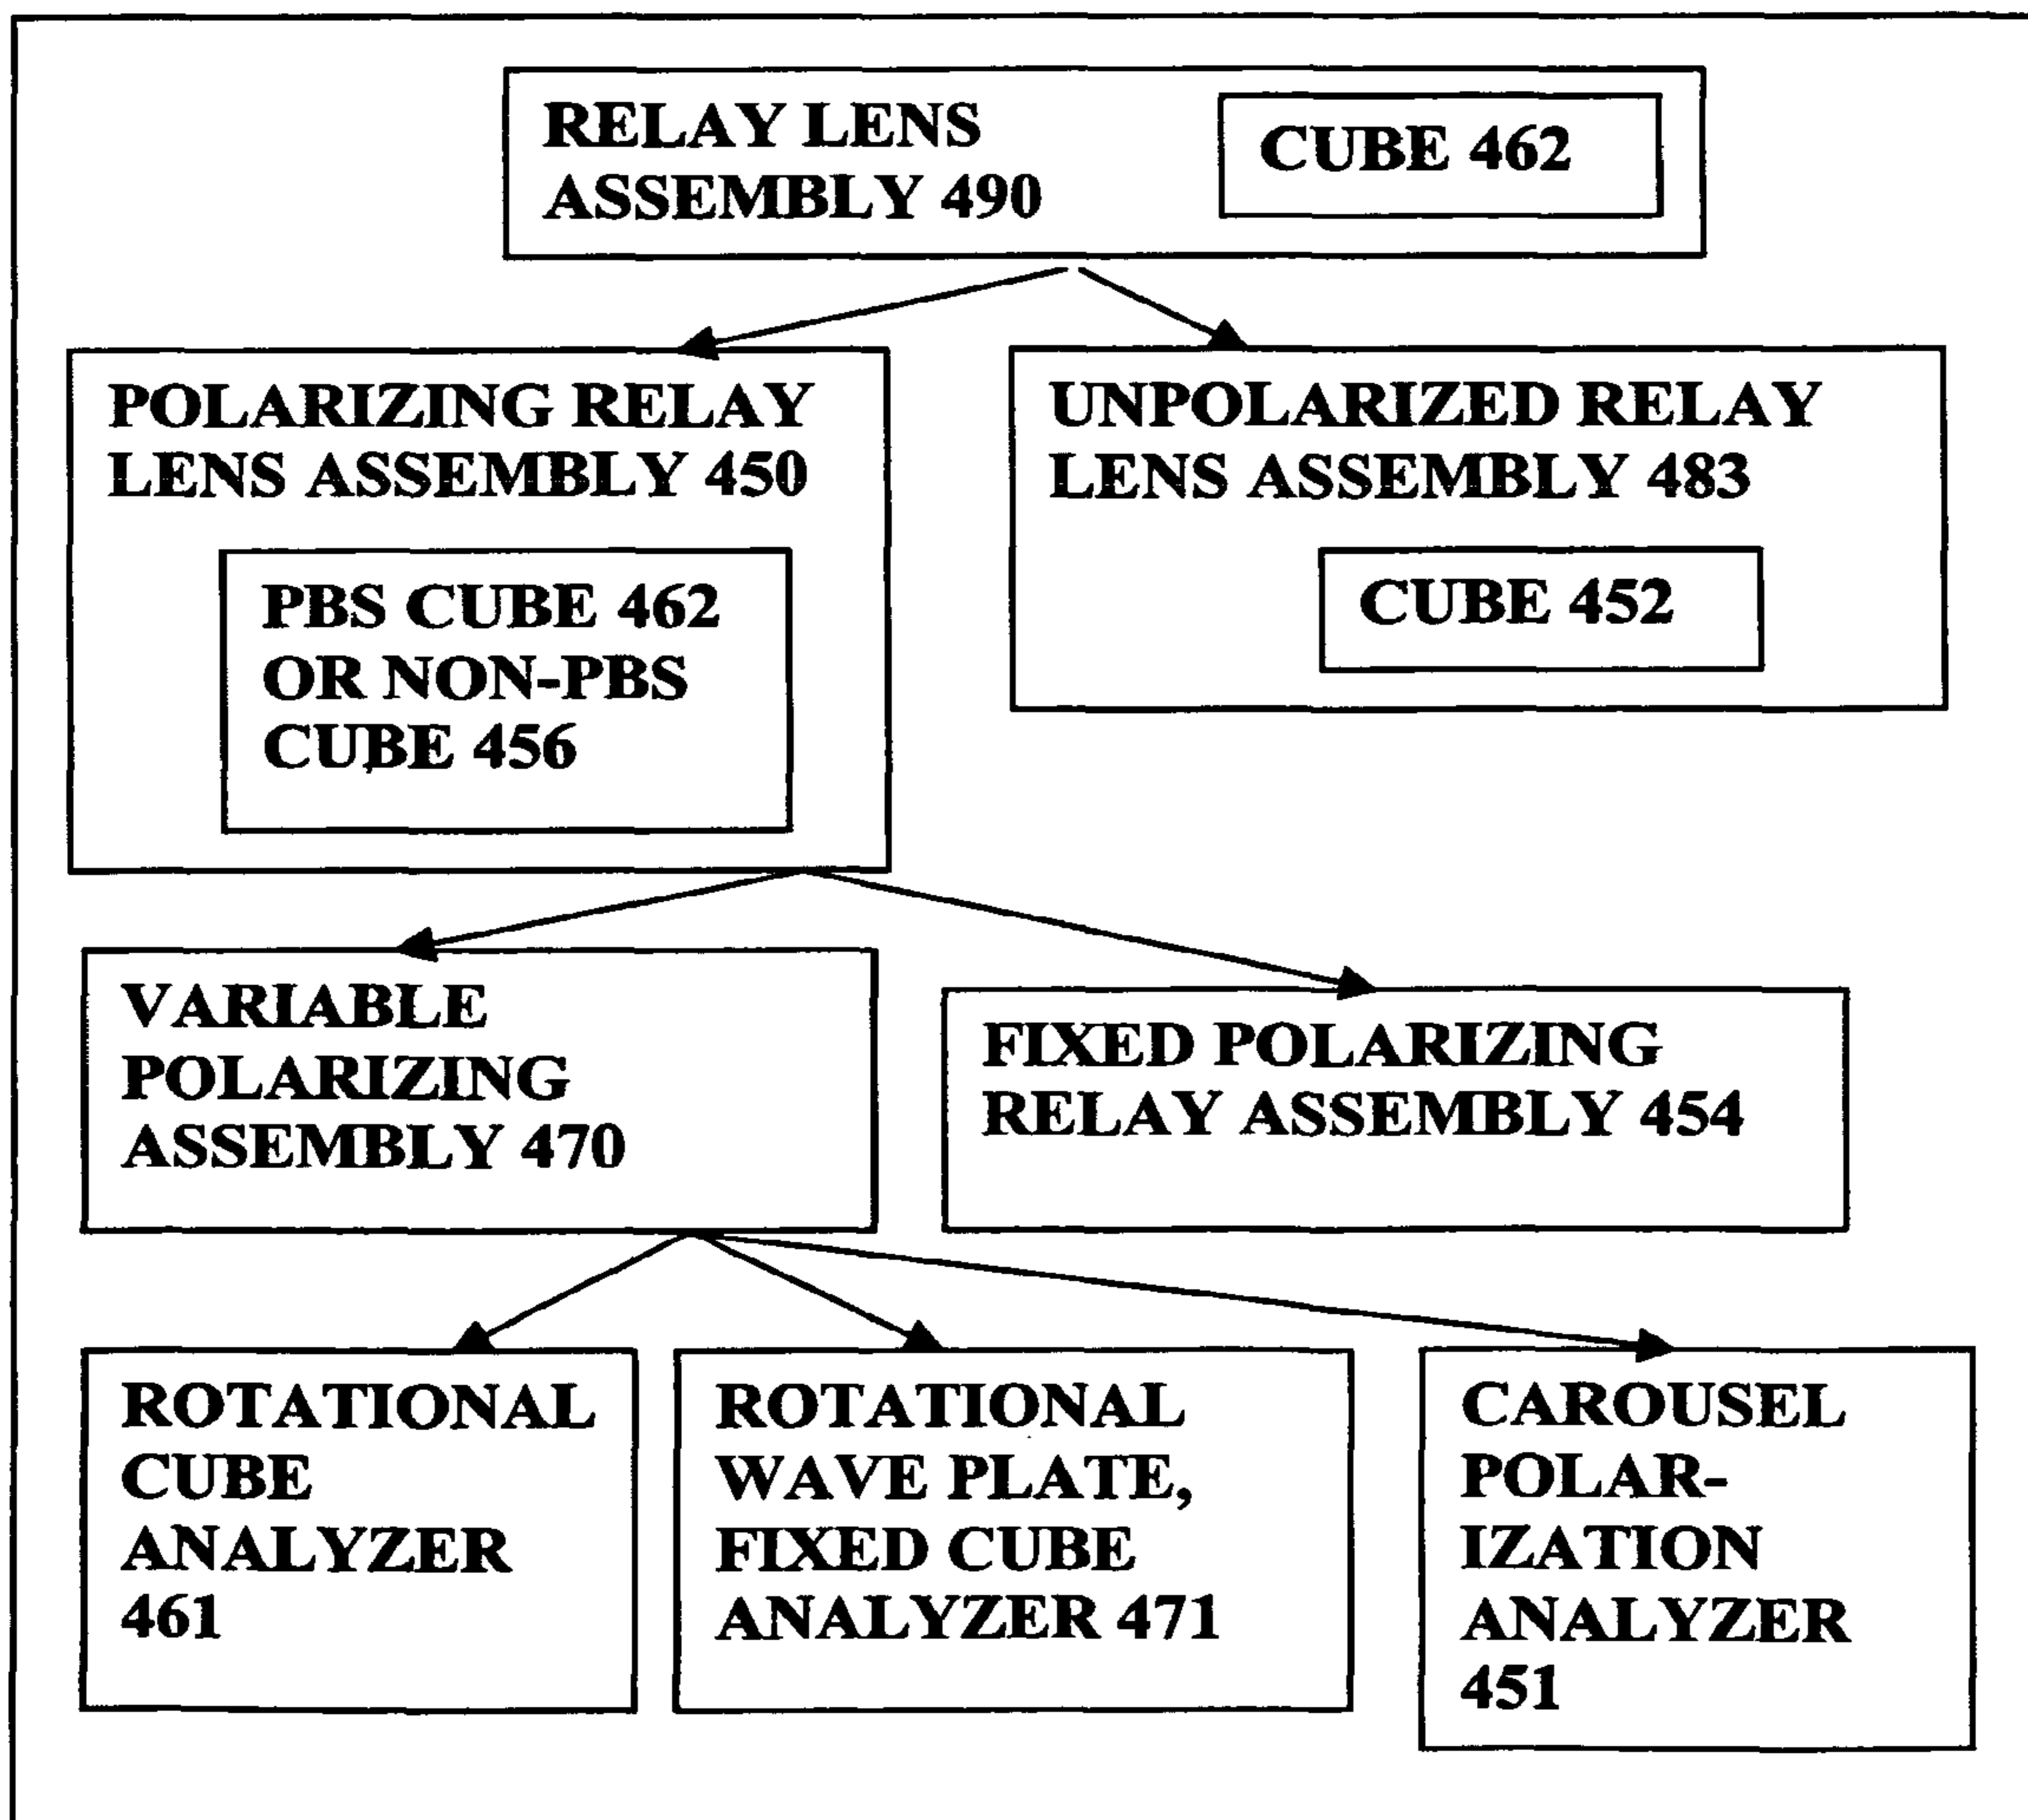 RELAY LENS
ASSEMBLY 490
CUBE 462
POLARIZING RELAY
LENS ASSEMBLY 450
PBS CUBE 462
OR NON-PBS
CUBE 456
UNPOLARIZED RELAY
LENS ASSEMBLY 483
CUBE 452
VARIABLE
POLARIZING
ASSEMBLY 470
FIXED POLARIZING
RELAY ASSEMBLY 454
ROTATIONAL
CUBE
ANALYZER
461
ROTATIONAL
WAVE PLATE,
FIXED CUBE
ANALYZER 471
CAROUSEL
POLAR-
IZATION
ANALYZER
451